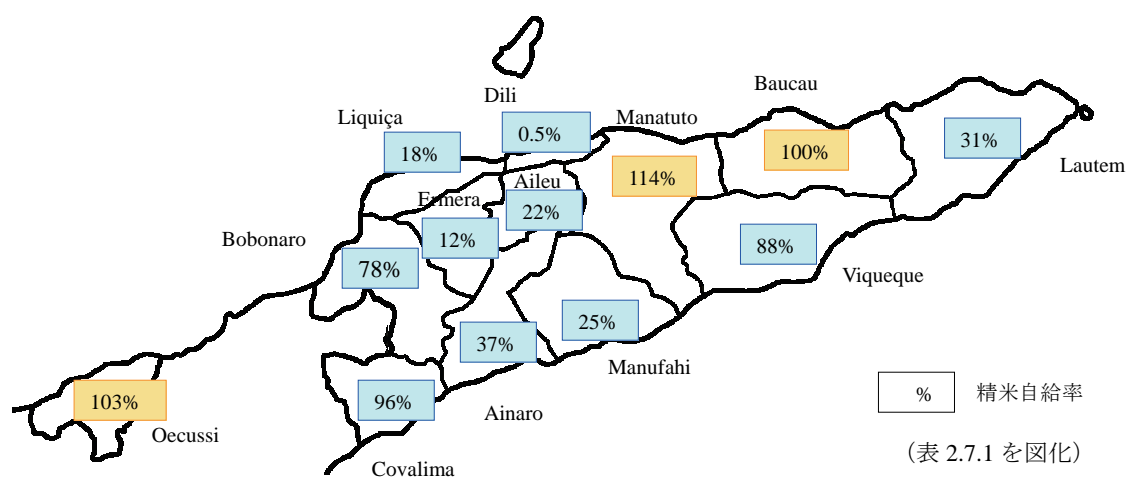 Dili
Baucau
Liquiça
Manatuto
0.5%
18%
100%
31%
Lautem
114%
Aileu
Ermera
22%
12%
Bobonaro
88%
78%
Viqueque
25%
37%
Manufahi
% 精米自給率
103%
96%
Ainaro
Oecussi
(表 2.7.1 を図化)
Covalima